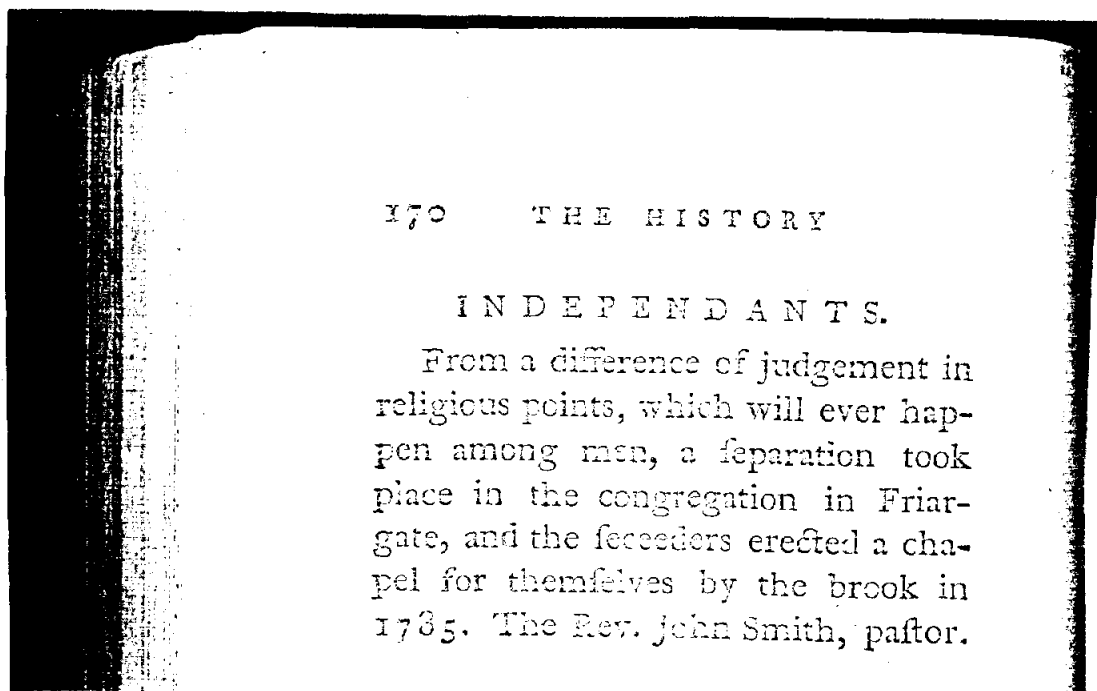 170 THE HISTORY
INDEPENDANTS.
From a difference of judgement in
religious points, which will ever hap-
pen among men, a ſeparation took
place in the congregation in Friar-
gate, and the ſeceeders erected a cha-
pel for themſelves by the brook in
1785. The Rev. John Smith, paſtor.